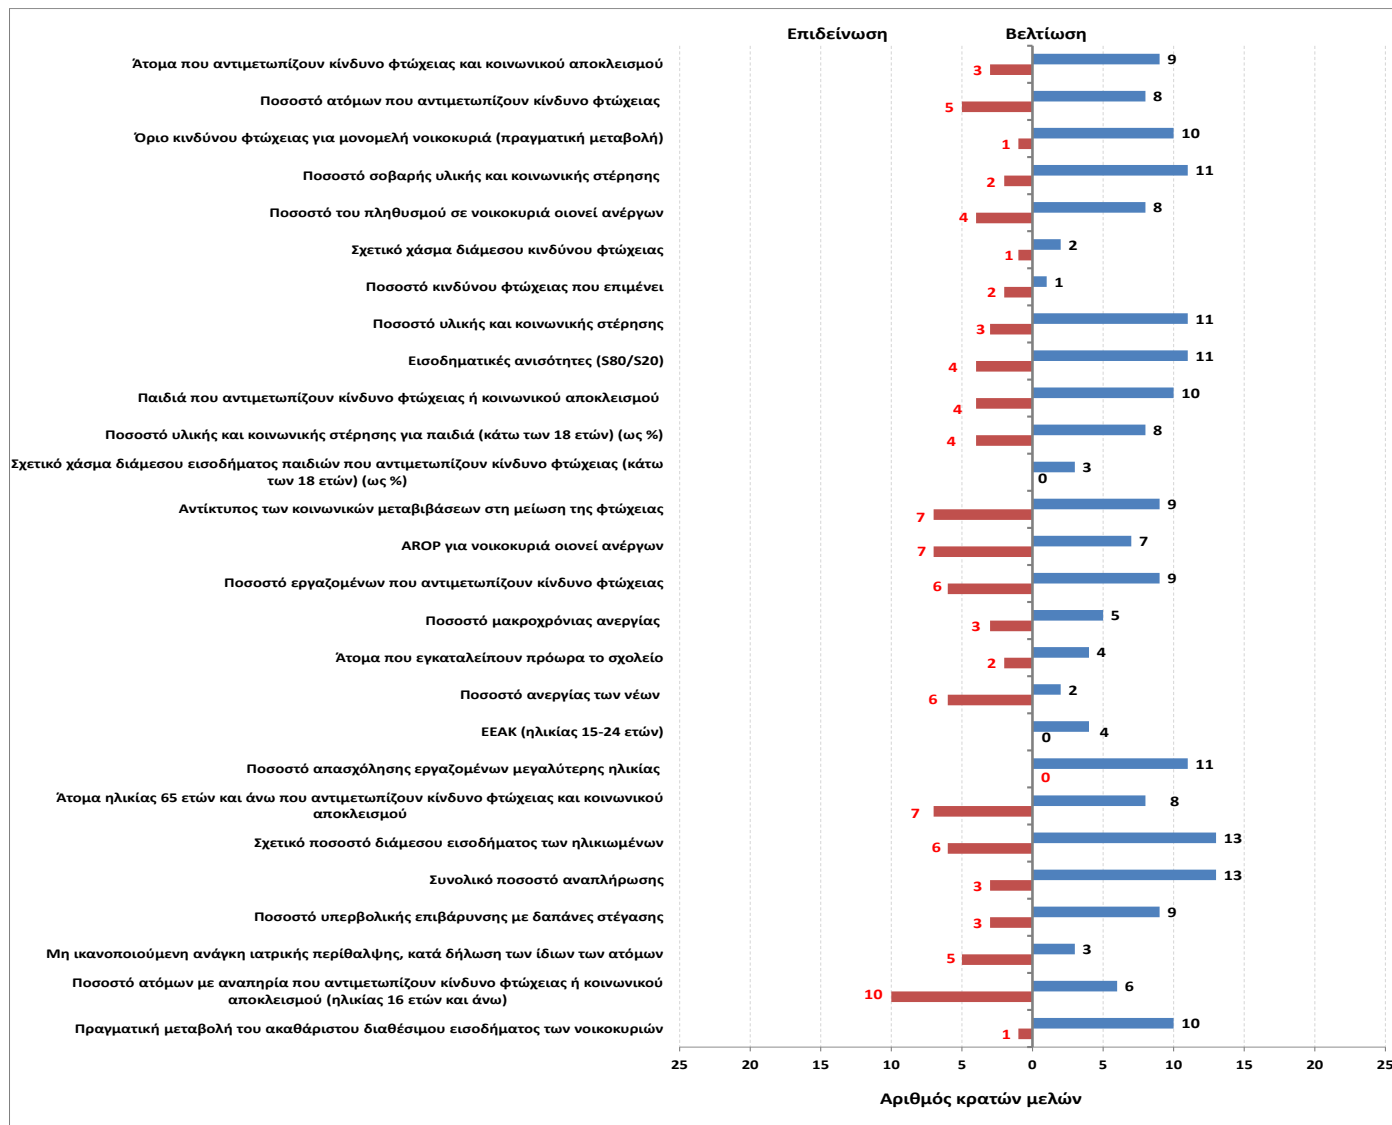 Επιδείνωση Βελτίωση
Άτομα που αντιμετωπίζουν κίνδυνο φτώχειας και κοινωνικού αποκλεισμού 3 9
Ποσοστό ατόμων που αντιμετωπίζουν κίνδυνο φτώχειας 5 8
Όριο κινδύνου φτώχειας για μονομελή νοικοκυριά (πραγματική μεταβολή) 1 10
Ποσοστό σοβαρής υλικής και κοινωνικής στέρησης 2 11
Ποσοστό του πληθυσμού σε νοικοκυριά οιονεί ανέργων 4 8
Σχετικό χάσμα διάμεσου κινδύνου φτώχειας 1 2
Ποσοστό κινδύνου φτώχειας που επιμένει 2 1
Ποσοστό υλικής και κοινωνικής στέρησης 3 11
Εισοδηματικές ανισότητες (S80/S20) 4 11
Παιδιά που αντιμετωπίζουν κίνδυνο φτώχειας ή κοινωνικού αποκλεισμού 4 10
Ποσοστό υλικής και κοινωνικής στέρησης για παιδιά (κάτω των 18 ετών) (ως %) 4 8
Σχετικό χάσμα διάμεσου εισοδήματος παιδιών που αντιμετωπίζουν κίνδυνο φτώχειας (κάτω
των 18 ετών) (ως %) 0 3
Αντίκτυπος των κοινωνικών μεταβιβάσεων στη μείωση της φτώχειας 7 9
AROP για νοικοκυριά οιονεί ανέργων 7 7
Ποσοστό εργαζομένων που αντιμετωπίζουν κίνδυνο φτώχειας 6 9
Ποσοστό μακροχρόνιας ανεργίας 3 5
Άτομα που εγκαταλείπουν πρόωρα το σχολείο 2 4
Ποσοστό ανεργίας των νέων 6 2
ΕΕΑΚ (ηλικίας 15-24 ετών) 0 4
Ποσοστό απασχόλησης εργαζομένων μεγαλύτερης ηλικίας 0 11
Άτομα ηλικίας 65 ετών και άνω που αντιμετωπίζουν κίνδυνο φτώχειας και κοινωνικού
αποκλεισμού 7 8
Σχετικό ποσοστό διάμεσου εισοδήματος των ηλικιωμένων 6 13
Συνολικό ποσοστό αναπλήρωσης 3 13
Ποσοστό υπερβολικής επιβάρυνσης με δαπάνες στέγασης 3 9
Μη ικανοποιούμενη ανάγκη ιατρικής περίθαλψης, κατά δήλωση των ίδιων των ατόμων 5 3
Ποσοστό ατόμων με αναπηρία που αντιμετωπίζουν κίνδυνο φτώχειας ή κοινωνικού
αποκλεισμού (ηλικίας 16 ετών και άνω) 10 6
Πραγματική μεταβολή του ακαθάριστου διαθέσιμου εισοδήματος των νοικοκυριών 1 10
25 20 15 10 5 0 5 10 15 20 25
Αριθμός κρατών μελών